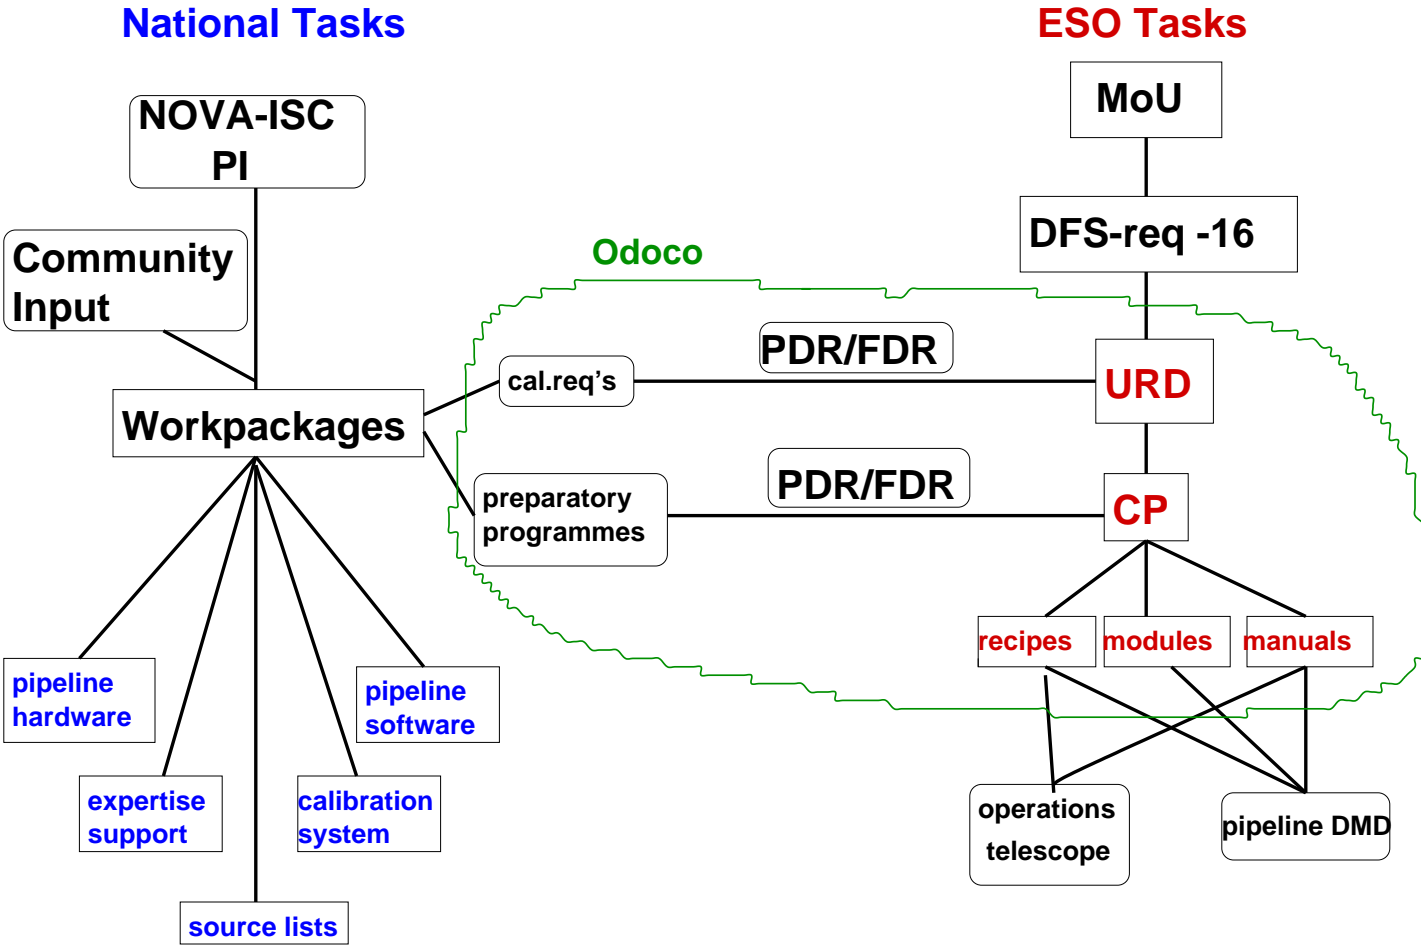 National Tasks
ESO Tasks
NOVA-ISC
PI
MoU
Community
Input
DFS-req -16
Odoco
PDR/FDR
cal.req's
URD
Workpackages
PDR/FDR
preparatory
programmes
CP
recipes
modules
manuals
pipeline
hardware
pipeline
software
expertise
support
calibration
system
operations
telescope
pipeline DMD
source lists